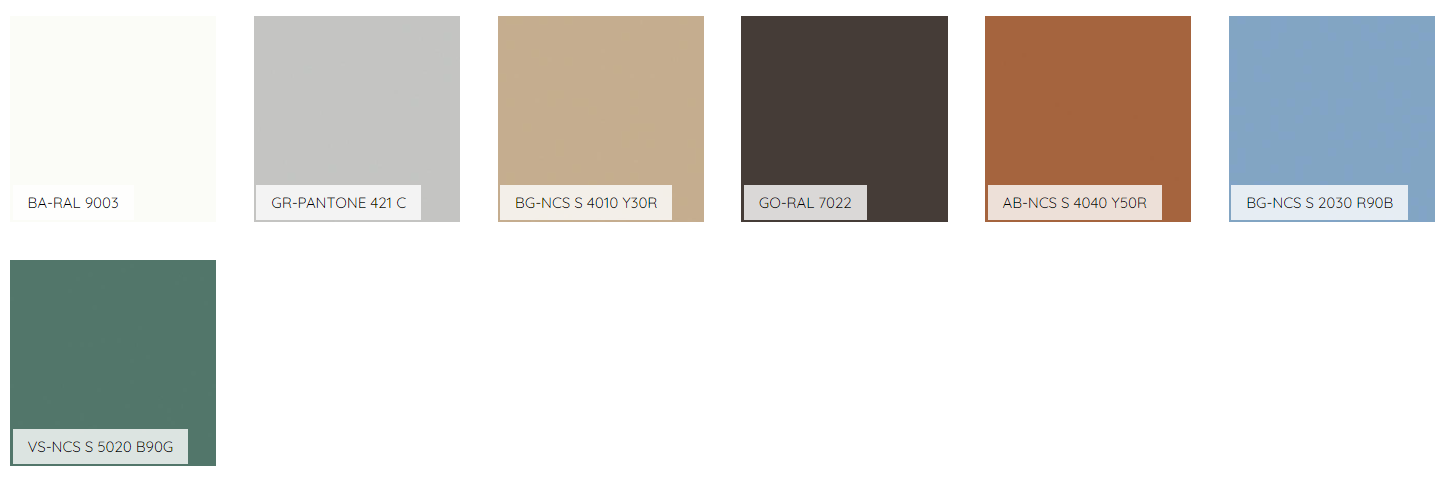 BA-RAL 9003
GR-PANTONE 421 C
BG-NCS S 4010 Y30R
GO-RAL 7022
AB-NCS S 4040 Y50R
BG-NCS S 2030 R90B
VS-NCS S 5020 B90G